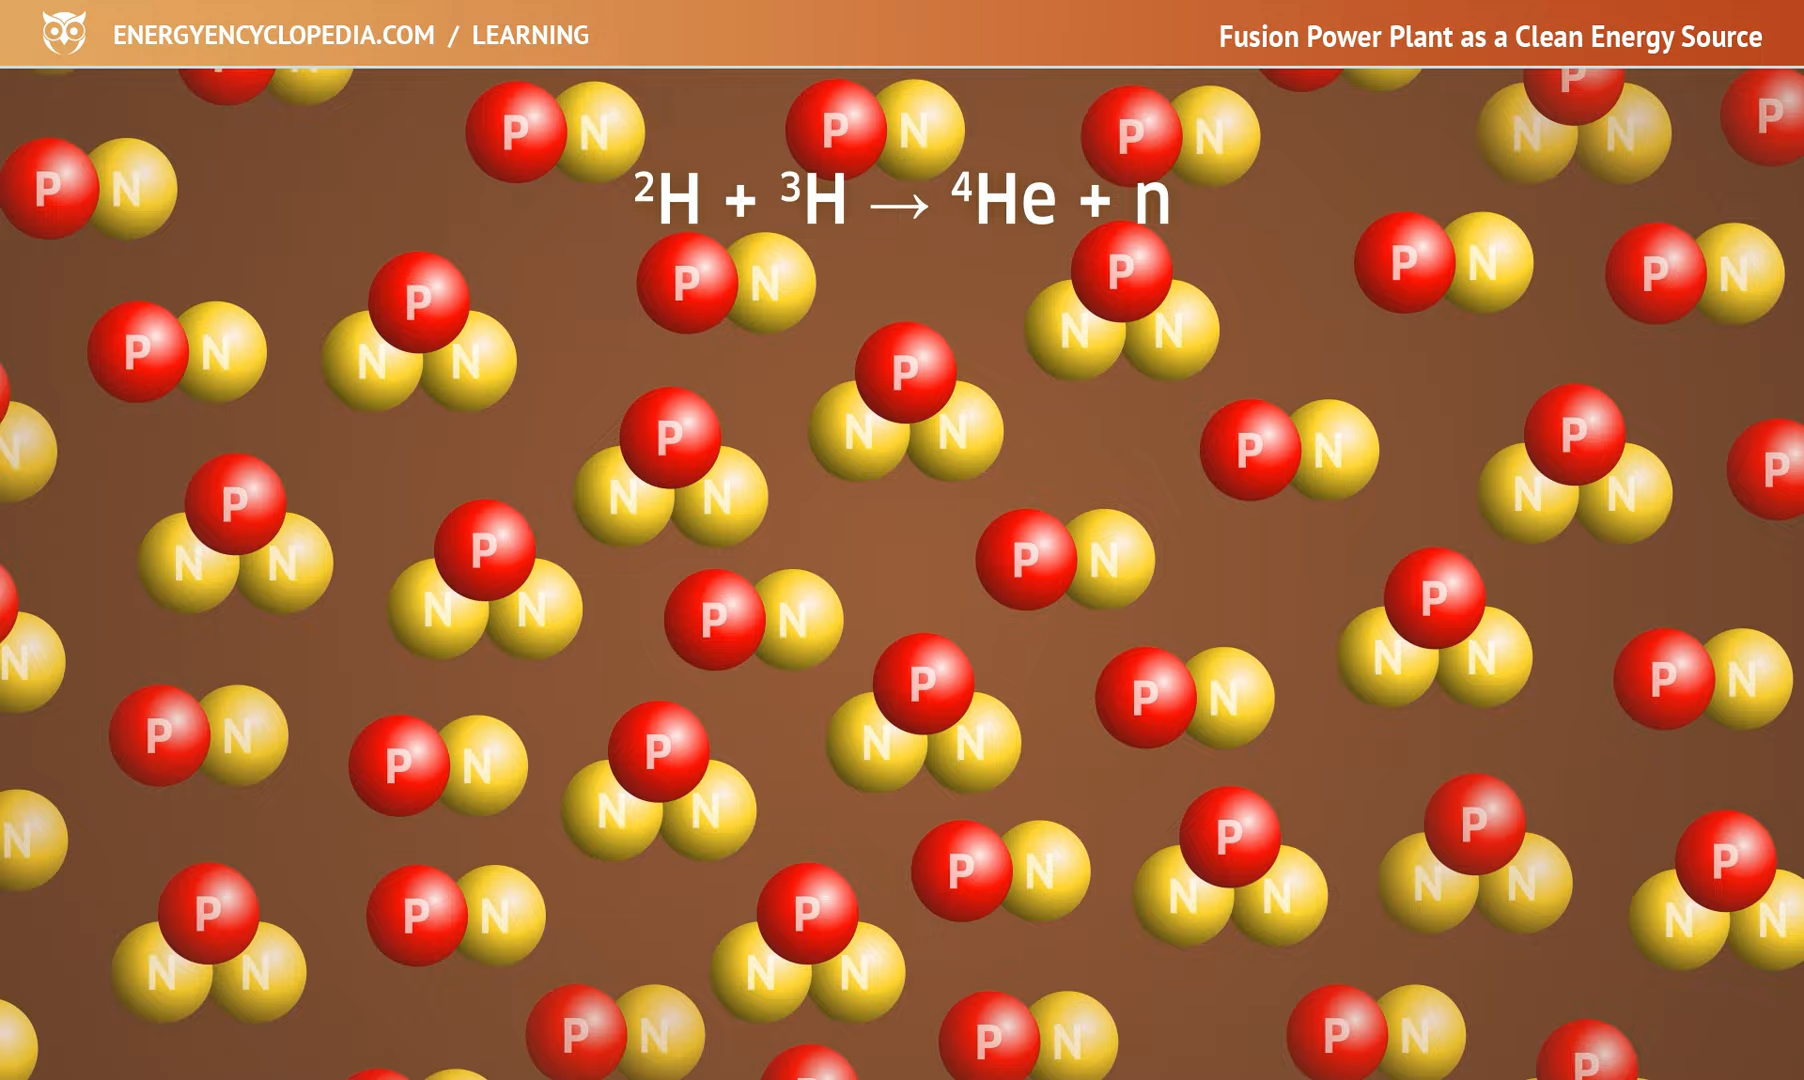 ENERGYENCYCLOPEDIA.COM / LEARNING
Fusion Power Plant as a Clean Energy Source
N
P N
P N
P N
P
N N
P
P N
²H + ³H → ⁴He + n
P N
P N
P
N N
P N
P N
P
N N
P N
P
N N
P
N N
P N
P
N N
P
N
P
N N
P
N N
P N
P
N N
P N
N
P N
P
N N
P N
P N
P N
P
N N
P N
P
N N
P
N N
P
N N
N
P N
P
N N
P N
P
N N
P N
P N
P N
P
P